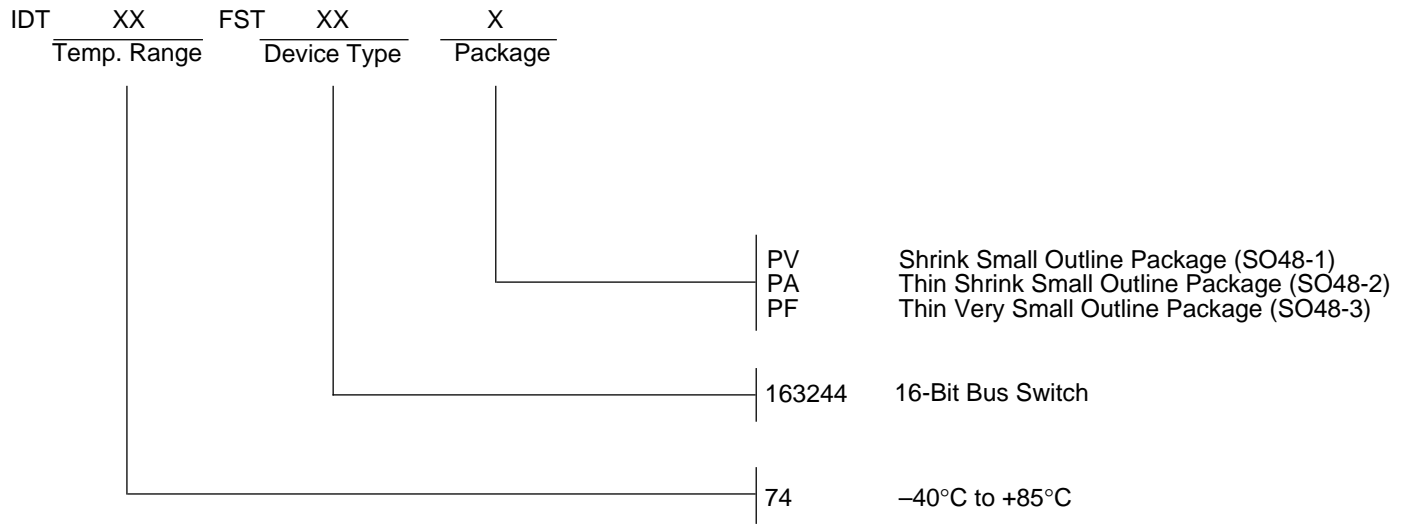 IDT XX FST XX X
Temp. Range Device Type Package
PV Shrink Small Outline Package (SO48-1)
PA Thin Shrink Small Outline Package (SO48-2)
PF Thin Very Small Outline Package (SO48-3)
163244 16-Bit Bus Switch
74 –40°C to +85°C